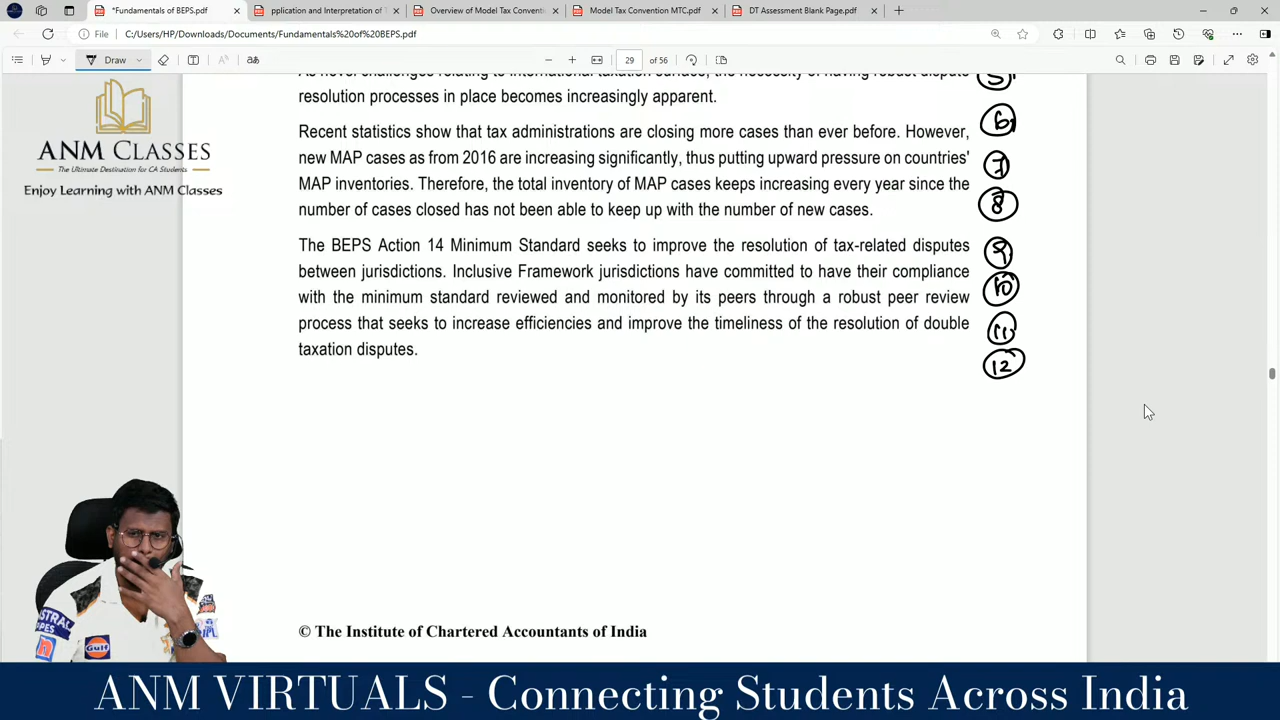 *Fundamentals of BEPS.pdf
pplication and Interpretation of T
Overview of Model Tax Conventi
Model Tax Convention MTC.pdf
DT Assessment Blank Page.pdf
File
C:/Users/HP/Downloads/Documents/Fundamentals%20of%20BEPS.pdf
Draw
29 of 56
resolution processes in place becomes increasingly apparent.
Recent statistics show that tax administrations are closing more cases than ever before. However,
new MAP cases as from 2016 are increasing significantly, thus putting upward pressure on countries'
MAP inventories. Therefore, the total inventory of MAP cases keeps increasing every year since the
number of cases closed has not been able to keep up with the number of new cases.
The BEPS Action 14 Minimum Standard seeks to improve the resolution of tax-related disputes
between jurisdictions. Inclusive Framework jurisdictions have committed to have their compliance
with the minimum standard reviewed and monitored by its peers through a robust peer review
process that seeks to increase efficiencies and improve the timeliness of the resolution of double
taxation disputes.
5
6
7
8
9
10
11
12
© The Institute of Chartered Accountants of India
ANM CLASSES
The Ultimate Destination for CA Students
Enjoy Learning with ANM Classes
Gulf
ANM VIRTUALS - Connecting Students Across India